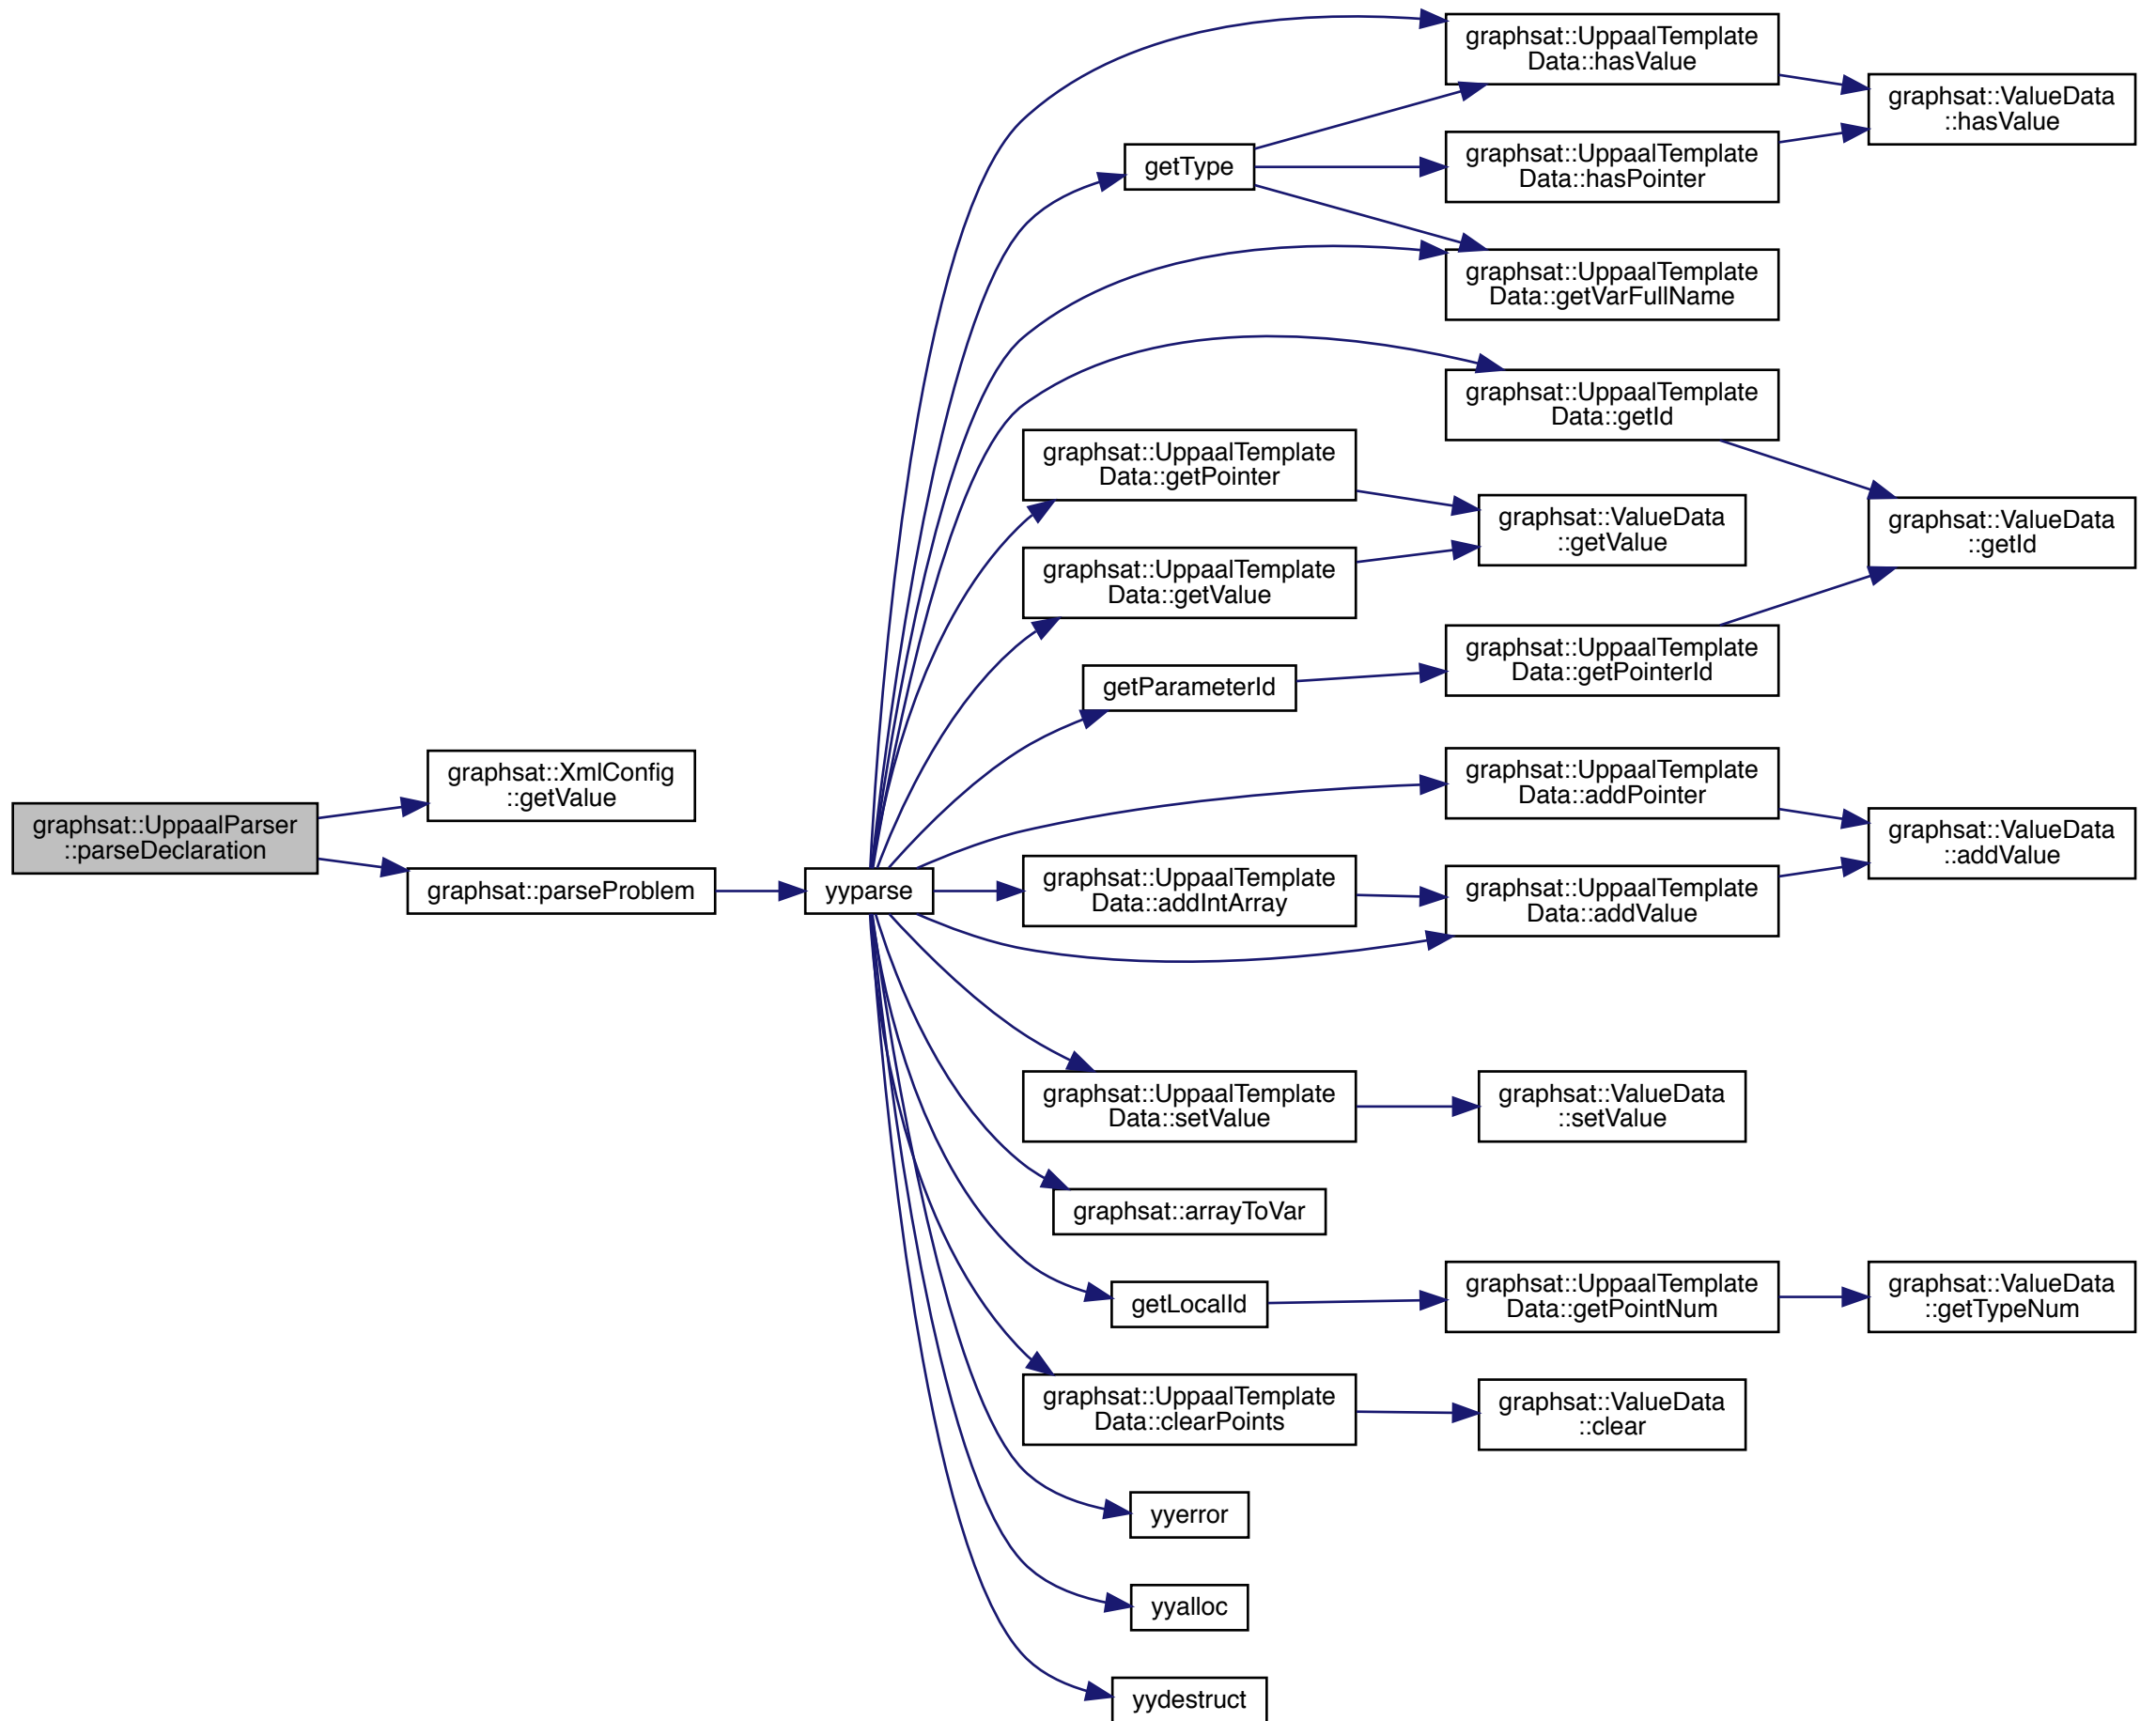 graphsat::UppaalParser
::parseDeclaration
graphsat::XmlConfig
::getValue
graphsat::parseProblem
yyparse
getType
graphsat::UppaalTemplate
Data::hasValue
graphsat::UppaalTemplate
Data::hasPointer
graphsat::ValueData
::hasValue
graphsat::UppaalTemplate
Data::getVarFullName
graphsat::UppaalTemplate
Data::getId
graphsat::UppaalTemplate
Data::getPointer
graphsat::UppaalTemplate
Data::getValue
graphsat::ValueData
::getValue
graphsat::ValueData
::getId
getParameterId
graphsat::UppaalTemplate
Data::getPointerId
graphsat::UppaalTemplate
Data::addPointer
graphsat::UppaalTemplate
Data::addIntArray
graphsat::UppaalTemplate
Data::addValue
graphsat::ValueData
::addValue
graphsat::UppaalTemplate
Data::setValue
graphsat::ValueData
::setValue
graphsat::arrayToVar
getLocalId
graphsat::UppaalTemplate
Data::getPointNum
graphsat::ValueData
::getTypeNum
graphsat::UppaalTemplate
Data::clearPoints
graphsat::ValueData
::clear
yyerror
yyalloc
yydestruct